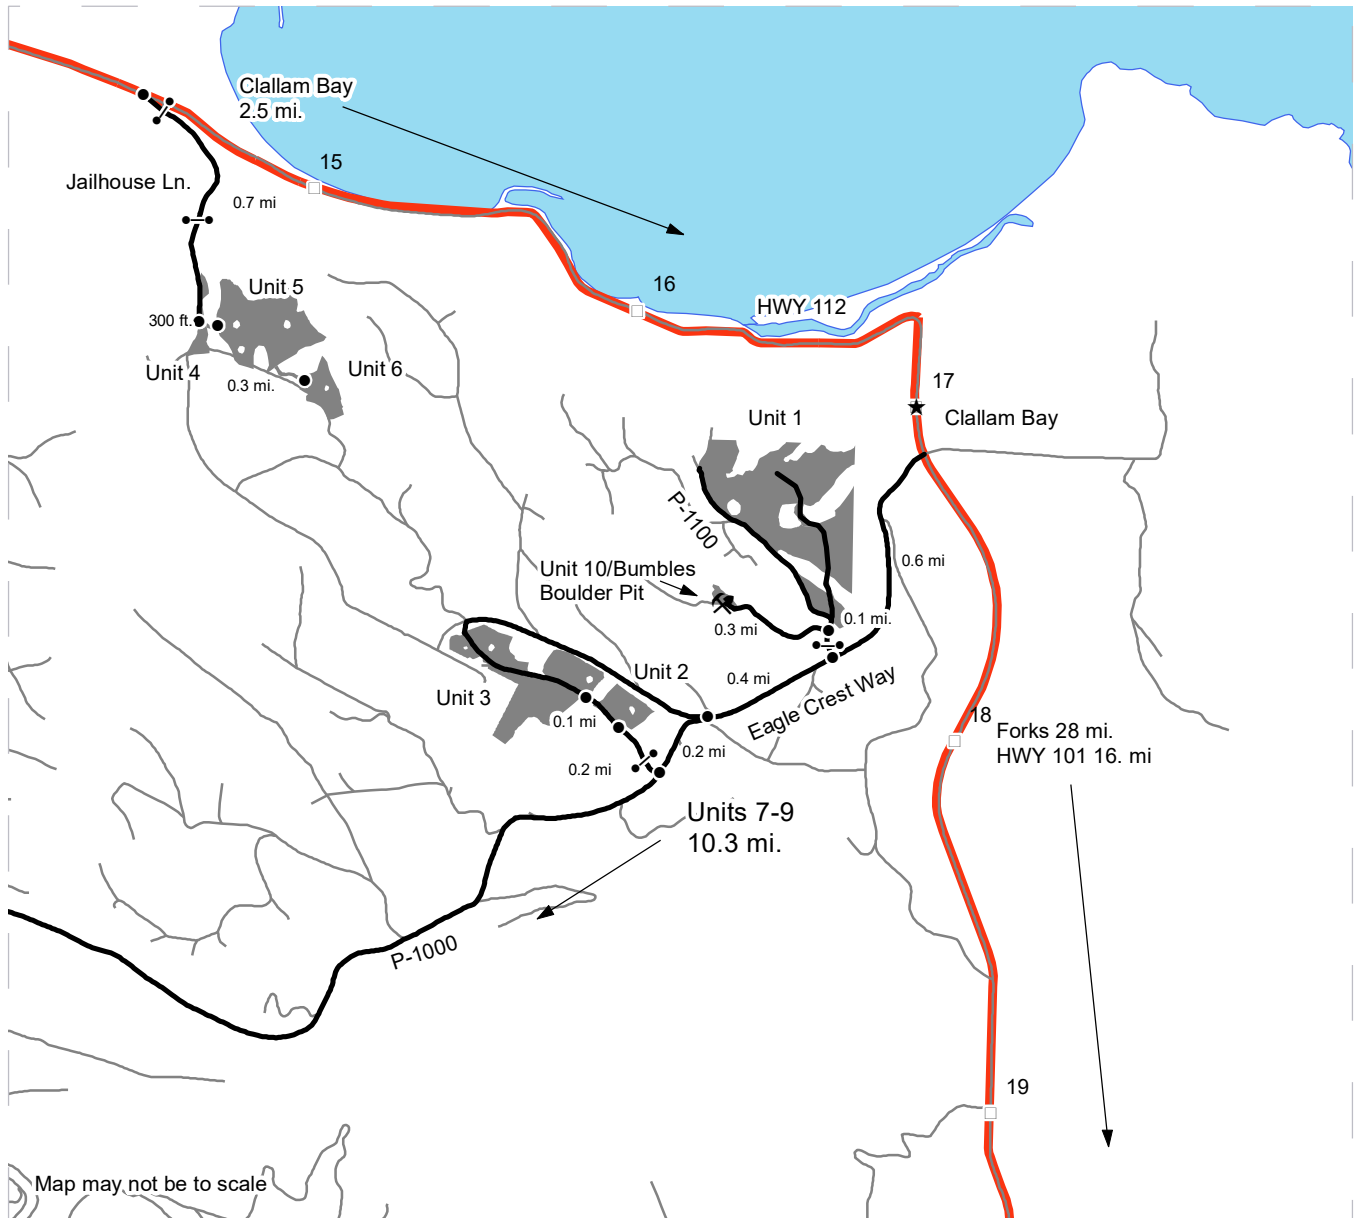 Clallam Bay
2.5 mi.
15
Jailhouse Ln.
0.7 mi
16
Unit 5
HWY 112
300 ft.
Unit 4
0.3 mi.
Unit 6
17
Clallam Bay
Unit 1
P-1100
0.6 mi
Unit 10/Bumbles
Boulder Pit
0.3 mi
0.1 mi.
Unit 2
0.4 mi
Unit 3
Eagle Crest Way
0.1 mi
0.2 mi
0.2 mi
18
Forks 28 mi.
HWY 101 16. mi
Units 7-9
10.3 mi.
P-1000
19
Map may not be to scale